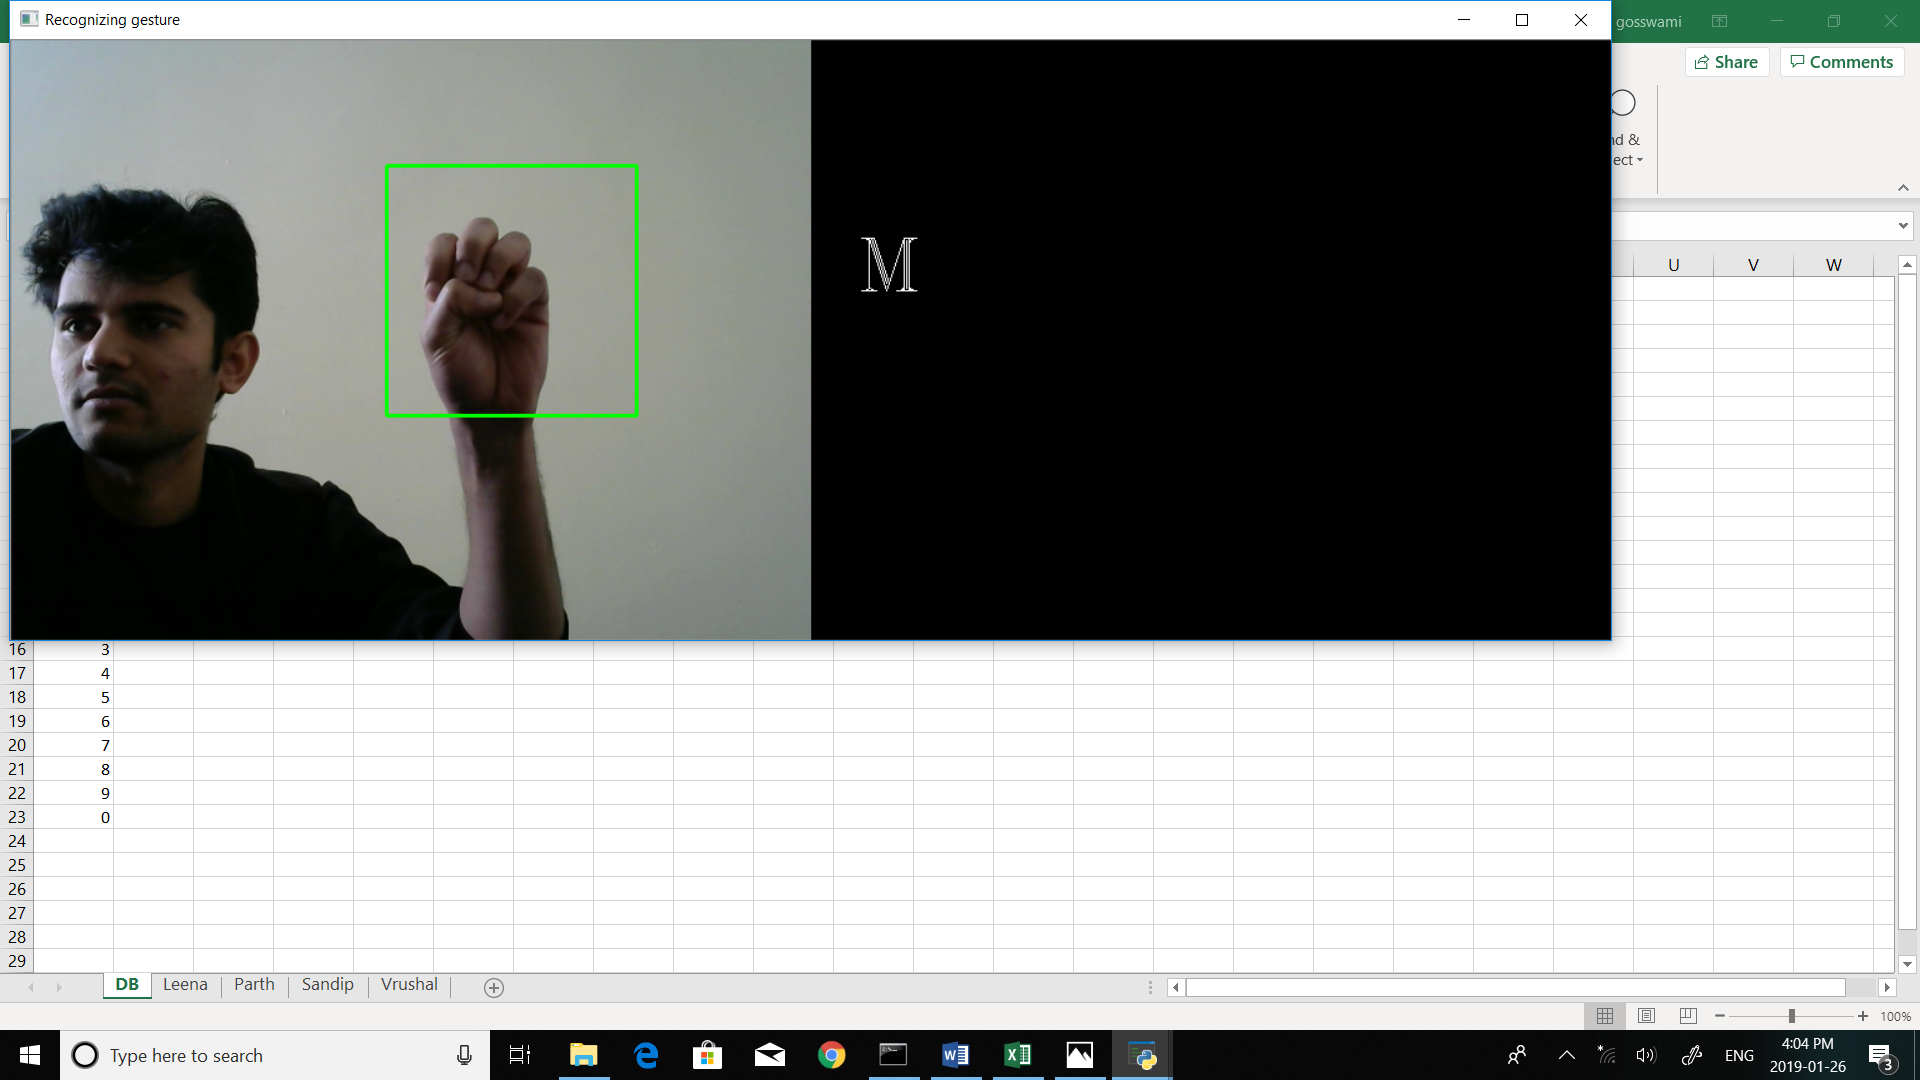 Recognizing gesture
gosswami
Share
Comments
nd &
ect
M
U V W
16 3
17 4
18 5
19 6
20 7
21 8
22 9
23 0
24
25
26
27
28
29
DB Leena Parth Sandip Vrushal
100%
Type here to search
ENG
4:04 PM
2019-01-26
3